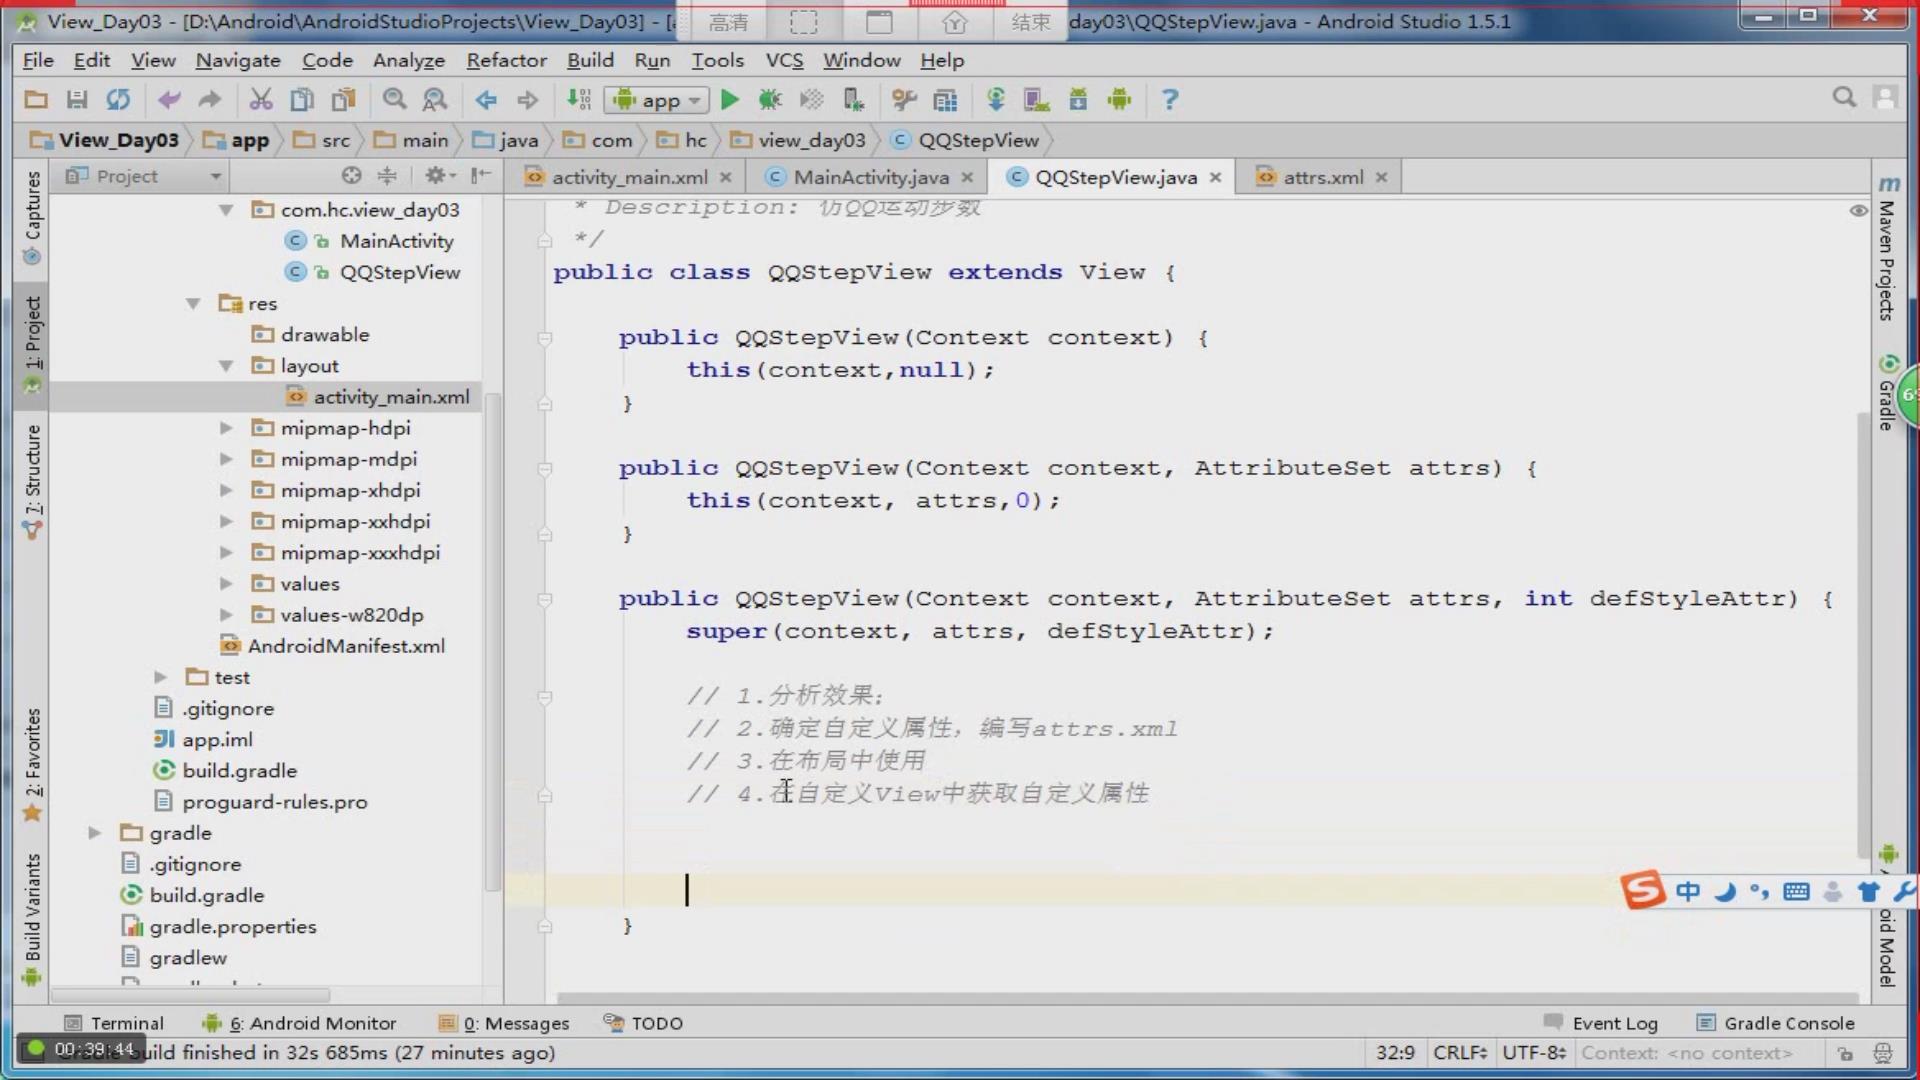 View_Day03 - [D:\Android\AndroidStudioProjects\View_Day03] - [
高清
结束
day03\QQStepView.java - Android Studio 1.5.1
File Edit View Navigate Code Analyze Refactor Build Run Tools VCS Window Help
app
View_Day03 app src main java com hc view_day03 QQStepView
Project
activity_main.xml
MainActivity.java
QQStepView.java
attrs.xml
Captures
1: Project
7: Structure
2: Favorites
Build Variants
com.hc.view_day03
MainActivity
QQStepView
res
drawable
layout
activity_main.xml
mipmap-hdpi
mipmap-mdpi
mipmap-xhdpi
mipmap-xxhdpi
mipmap-xxxhdpi
values
values-w820dp
AndroidManifest.xml
test
.gitignore
app.iml
build.gradle
proguard-rules.pro
gradle
.gitignore
build.gradle
gradle.properties
gradlew
* Description: 仿QQ运动步数
*/
public class QQStepView extends View {
public QQStepView(Context context) {
this(context,null);
}
public QQStepView(Context context, AttributeSet attrs) {
this(context, attrs,0);
}
public QQStepView(Context context, AttributeSet attrs, int defStyleAttr) {
super(context, attrs, defStyleAttr);
// 1.分析效果;
// 2.确定自定义属性，编写attrs.xml
// 3.在布局中使用
// 4.在自定义View中获取自定义属性
}
m
Maven Projects
Gradle
oid Model
中
Terminal
6: Android Monitor
0: Messages
TODO
Event Log
Gradle Console
00:39:44
build finished in 32s 685ms (27 minutes ago)
32:9
CRLF
UTF-8
Context: <no context>